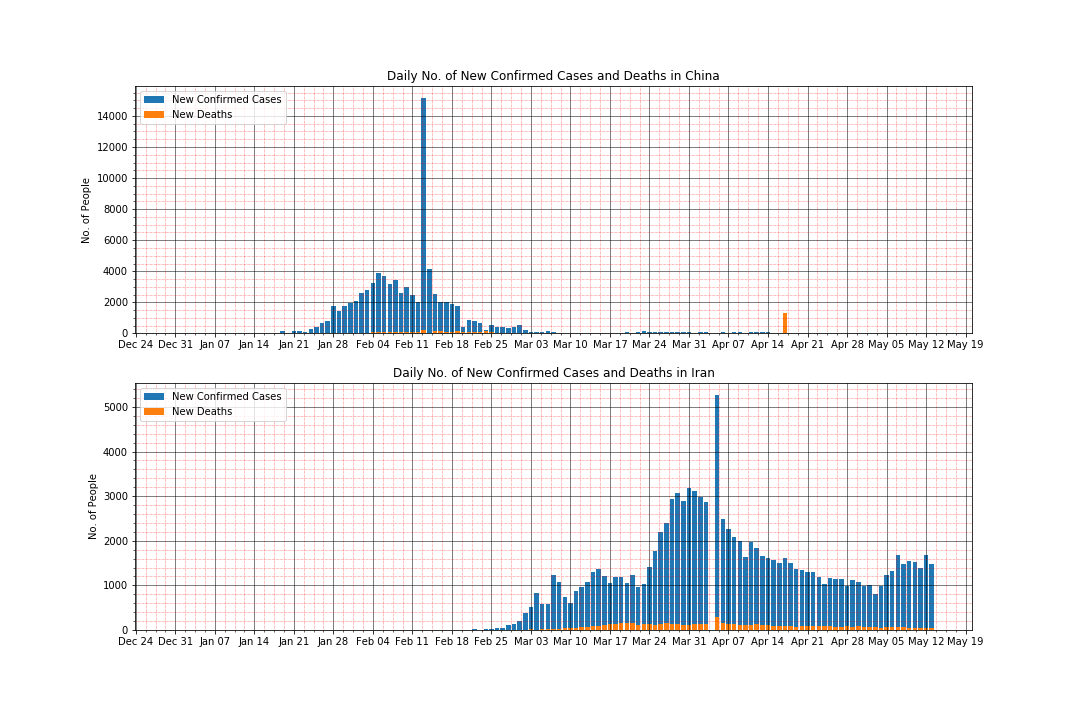 Daily No. of New Confirmed Cases and Deaths in China
New Confirmed Cases
New Deaths
No. of People
14000
12000
10000
8000
6000
4000
2000
0
Dec 24 Dec 31 Jan 07 Jan 14 Jan 21 Jan 28 Feb 04 Feb 11 Feb 18 Feb 25 Mar 03 Mar 10 Mar 17 Mar 24 Mar 31 Apr 07 Apr 14 Apr 21 Apr 28 May 05 May 12 May 19
Daily No. of New Confirmed Cases and Deaths in Iran
New Confirmed Cases
New Deaths
No. of People
5000
4000
3000
2000
1000
0
Dec 24 Dec 31 Jan 07 Jan 14 Jan 21 Jan 28 Feb 04 Feb 11 Feb 18 Feb 25 Mar 03 Mar 10 Mar 17 Mar 24 Mar 31 Apr 07 Apr 14 Apr 21 Apr 28 May 05 May 12 May 19